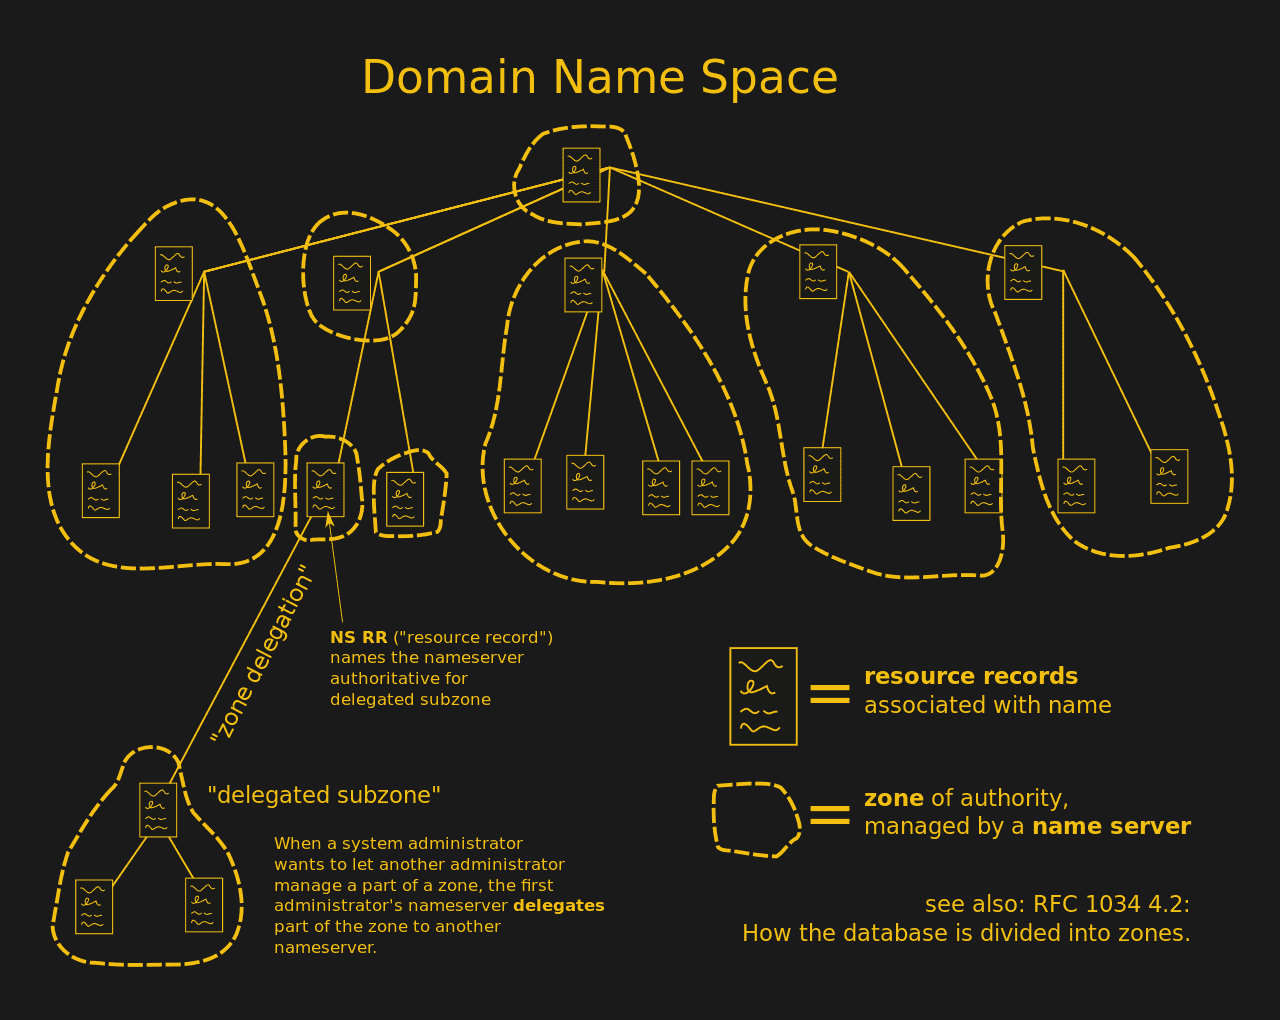 Domain Name Space
"zone delegation"
NS RR ("resource record")
names the nameserver
authoritative for
delegated subzone
resource records
associated with name
"delegated subzone"
zone of authority,
managed by a name server
When a system administrator
wants to let another administrator
manage a part of a zone, the first
administrator's nameserver delegates
part of the zone to another
nameserver.
see also: RFC 1034 4.2:
How the database is divided into zones.